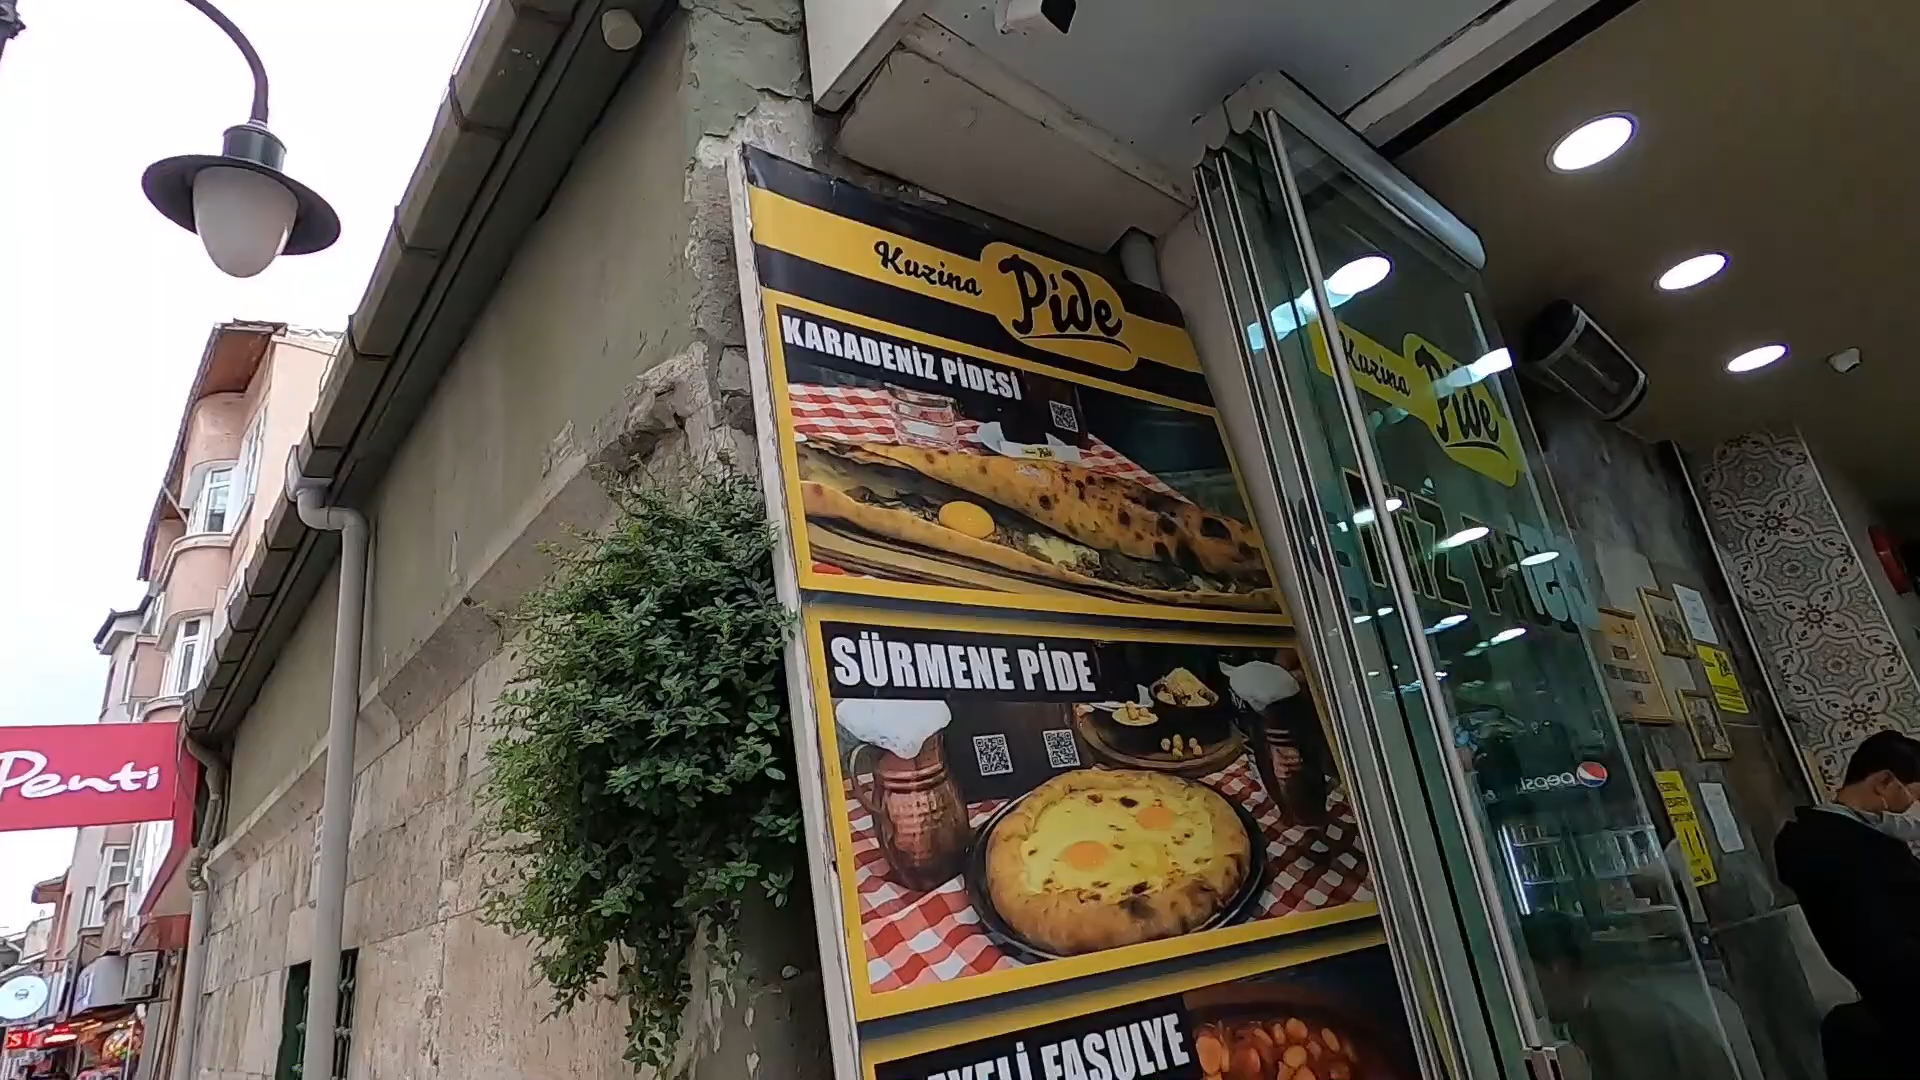 Kuzina
Pide
KARADENİZ PİDESİ
SÜRMENE PİDE
FASULYE
Penti
Kuzina
Pide
pepsi